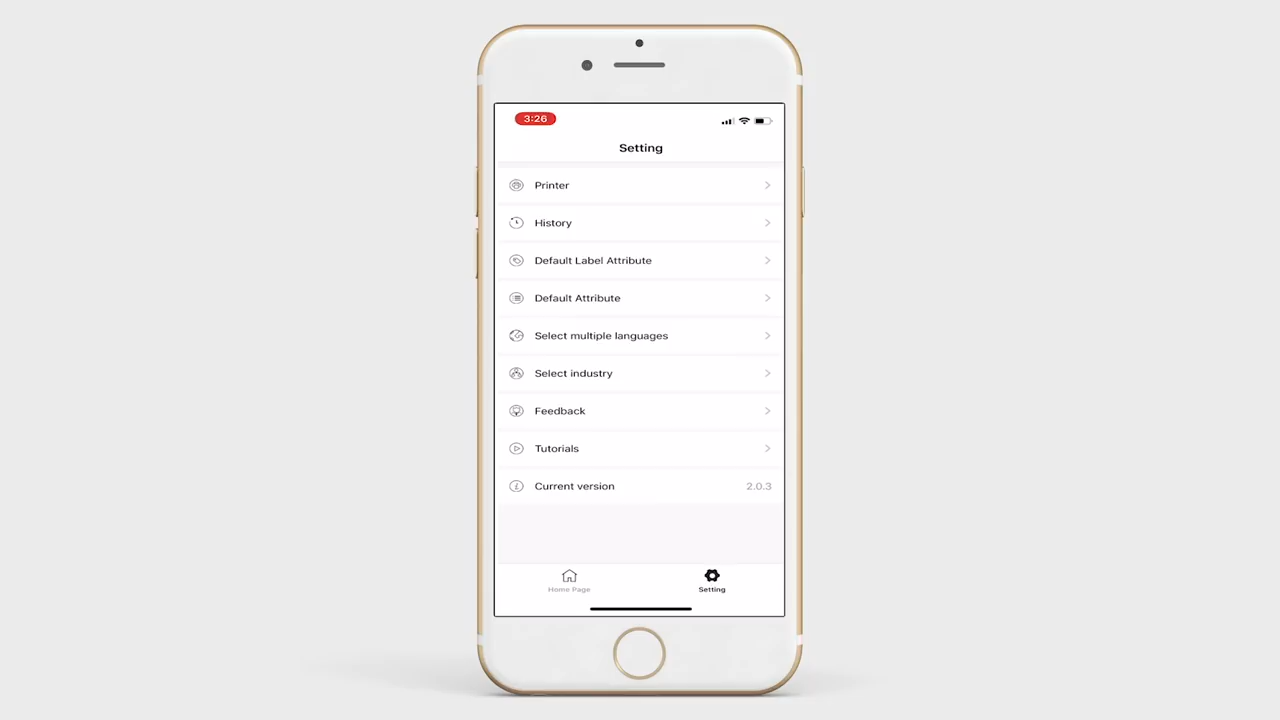 3:26
Setting
Printer
History
Default Label Attribute
Default Attribute
Select multiple languages
Select industry
Feedback
Tutorials
Current version 2.0.3
Home Page Setting